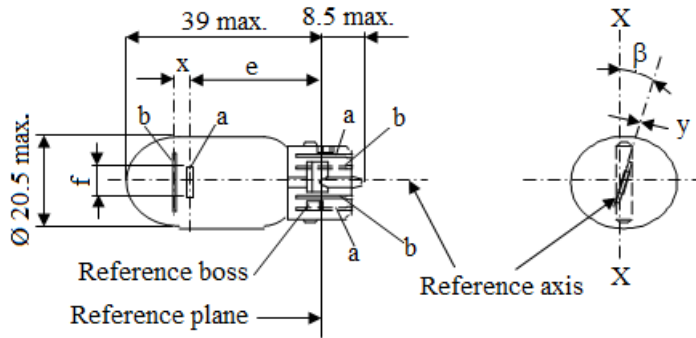 39 max.
8.5 max.
X
x
e
β
b
a
a
b
y
f
Ø 20.5 max.
b
a
Reference boss
Reference axis
X
Reference plane